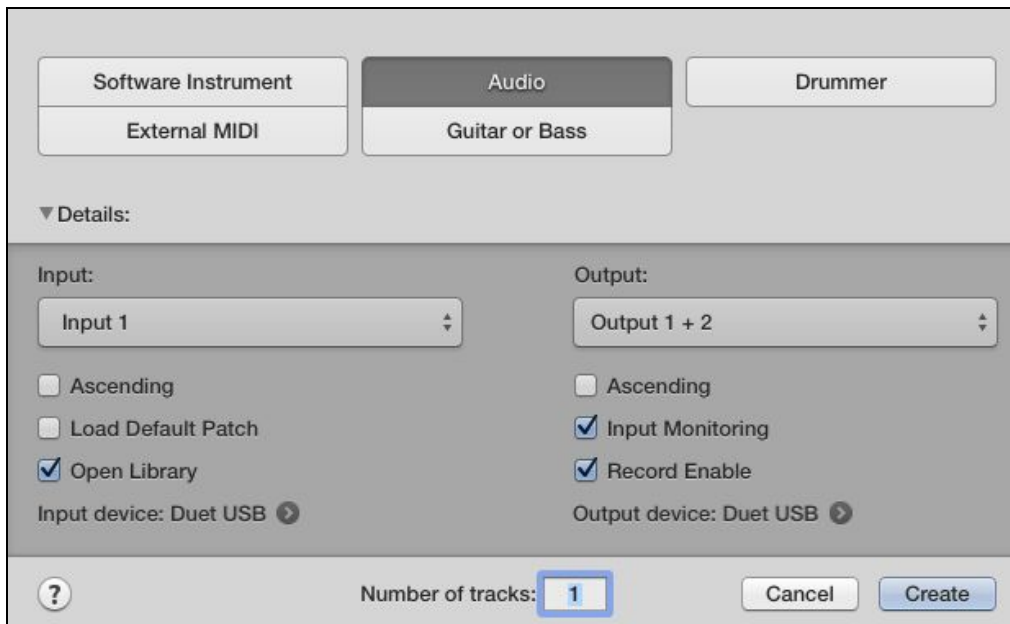 Software Instrument
Audio
Drummer
External MIDI
Guitar or Bass
Details:
Input:
Output:
Input 1
Output 1 + 2
Ascending
Ascending
Load Default Patch
Input Monitoring
Open Library
Record Enable
Input device: Duet USB
Output device: Duet USB
?
Number of tracks: 1
Cancel
Create